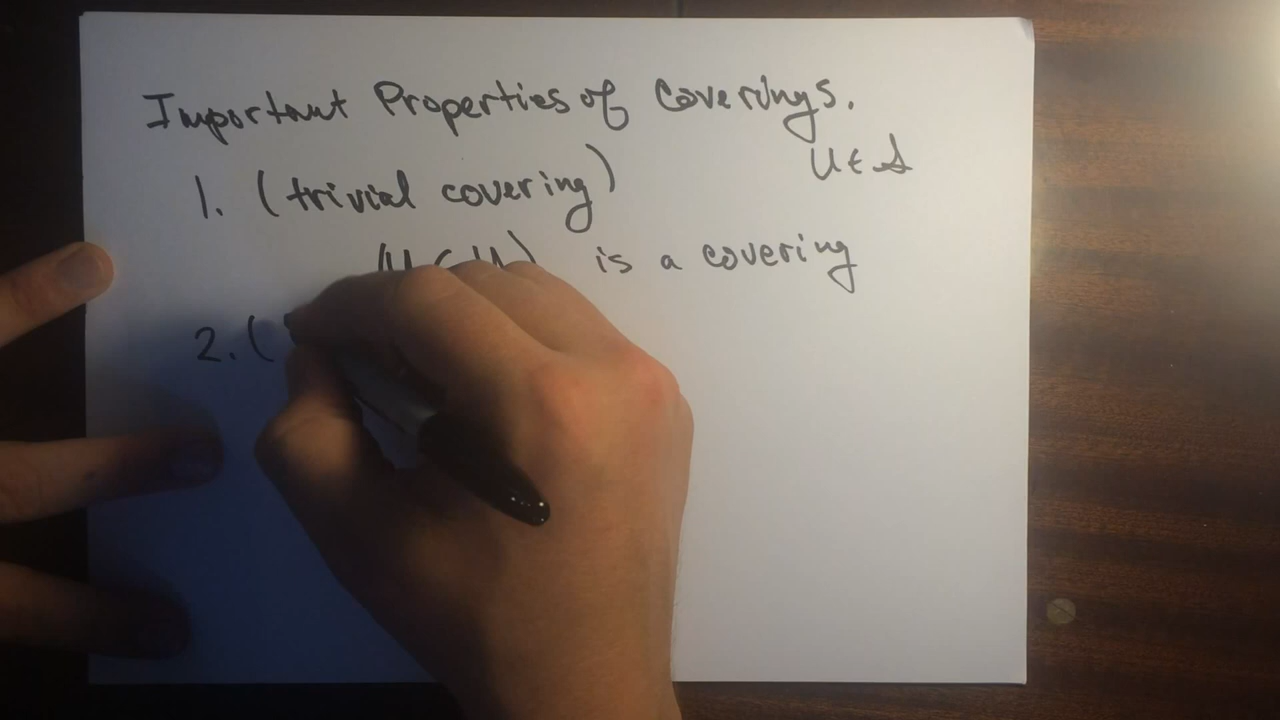 Important Properties of Coverings.
U ∈ S
1. (trivial covering)
is a covering
2. (